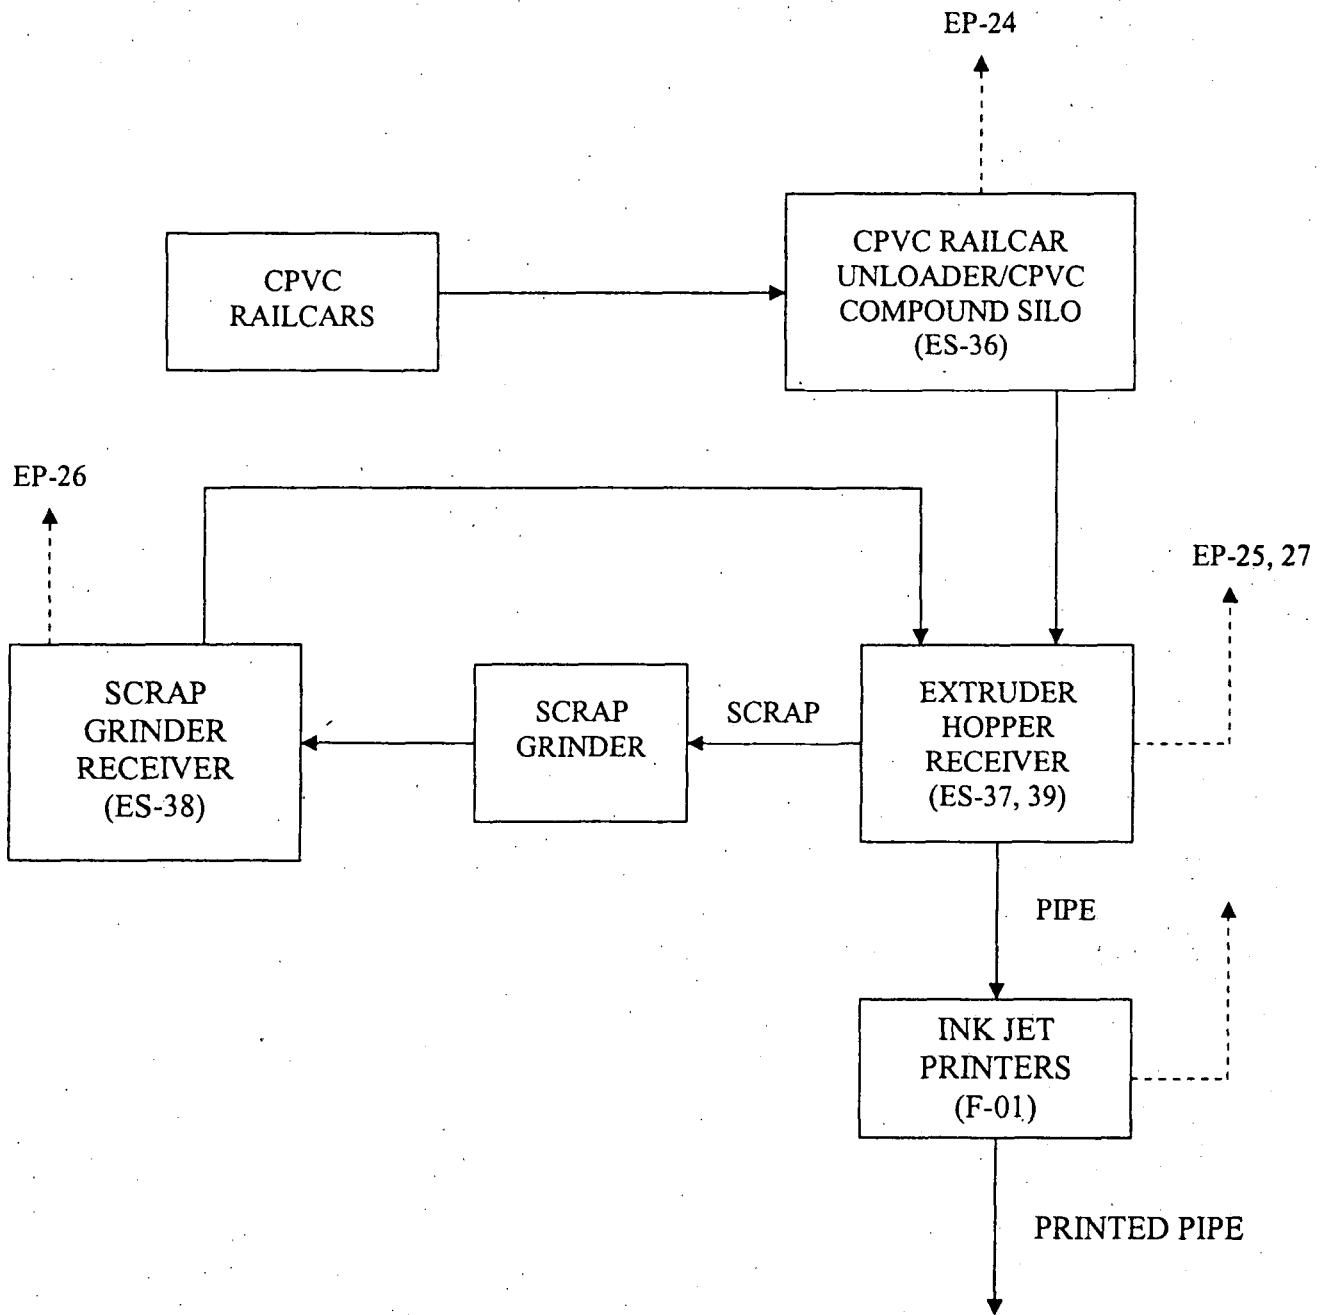 EP-24
CPVC
RAILCARS
CPVC RAILCAR
UNLOADER/CPVC
COMPOUND SILO
(ES-36)
EP-26
EP-25, 27
SCRAP
GRINDER
RECEIVER
(ES-38)
SCRAP
GRINDER
SCRAP
EXTRUDER
HOPPER
RECEIVER
(ES-37, 39)
PIPE
INK JET
PRINTERS
(F-01)
PRINTED PIPE